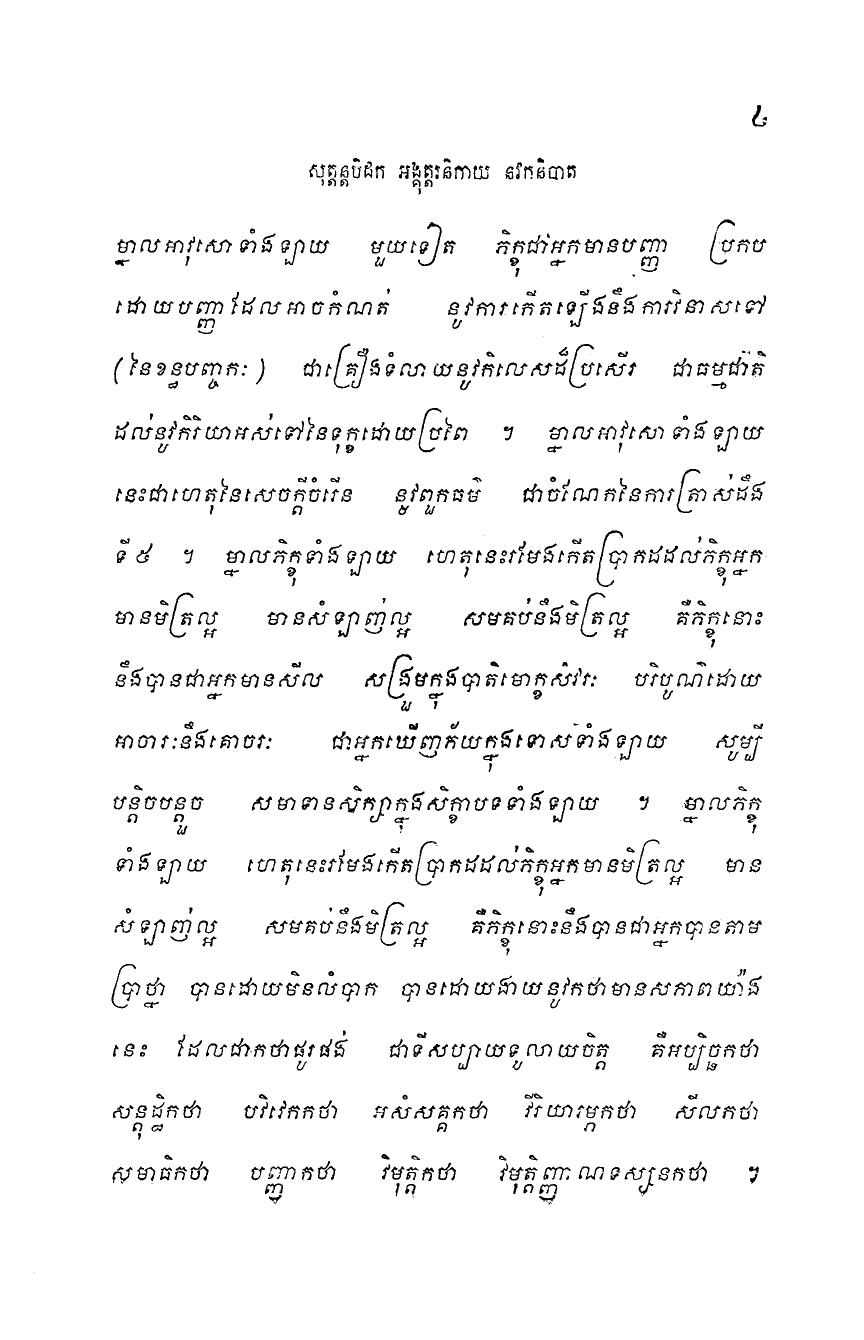 ៤
សុត្តន្តបិដក អង្គុត្តរនិកាយ នវកនិបាត
ម្នាលអាវុសោទាំងឡាយ មួយទៀត ភិក្ខុជាអ្នកមានបញ្ញា ប្រកប
ដោយបញ្ញាដែលអាចកំណត់ នូវការកើតឡើងនឹងការវិនាសទៅ
(នៃខន្ធបញ្ចកៈ) ជាគ្រឿងទំលាយនូវកិលេសដ៏ប្រសើរ ជាធម្មជាតិ
ដល់នូវកិរិយាអស់ទៅនៃទុក្ខដោយប្រពៃ ។ ម្នាលអាវុសោទាំងឡាយ
នេះជាហេតុនៃសេចក្តីចំរើន នូវពួកធម៌ ជាចំណែកនៃការត្រាស់ដឹង
ទី៥ ។ ម្នាលភិក្ខុទាំងឡាយ ហេតុនេះរមែងកើតប្រាកដដល់ភិក្ខុអ្នក
មានមិត្រល្អ មានសំឡាញ់ល្អ សមគប់នឹងមិត្រល្អ គឺភិក្ខុនោះ
នឹងបានជាអ្នកមានសីល សង្រួមក្នុងបាតិមោក្ខសំវរៈ បរិបូណ៌ដោយ
អាចារៈនឹងគោចរៈ ជាអ្នកឃើញភ័យក្នុងទោសទាំងឡាយ សូម្បី
បន្តិចបន្តួច សមាទានសិក្សាក្នុងសិក្ខាបទទាំងឡាយ ។ ម្នាលភិក្ខុ
ទាំងឡាយ ហេតុនេះរមែងកើតប្រាកដដល់ភិក្ខុអ្នកមានមិត្រល្អ មាន
សំឡាញ់ល្អ សមគប់នឹងមិត្រល្អ គឺភិក្ខុនោះនឹងបានជាអ្នកបានតាម
ប្រាថ្នា បានដោយមិនលំបាក បានដោយងាយនូវកថាមានសភាពយ៉ាង
នេះ ដែលជាកថាផូរផង់ ជាទីសប្បាយទូលាយចិត្ត គឺអប្បិច្ឆកថា
សន្តុដ្ឋិកថា បវិវេកកថា អសំសគ្គកថា វីរិយារម្ភកថា សីលកថា
សមាធិកថា បញ្ញាកថា វិមុត្តិកថា វិមុត្តិញ្ញាណទស្សនកថា ។